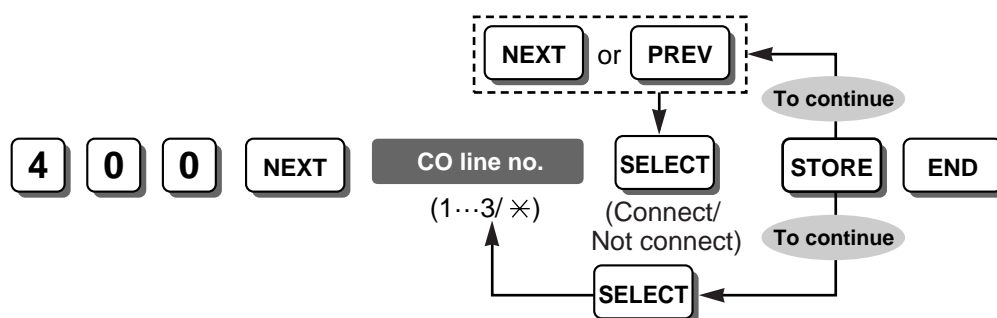 NEXT or PREV
To continue
4 0 0 NEXT CO line no. SELECT STORE END
(1···3/ ✳)
(Connect/
Not connect)
To continue
SELECT